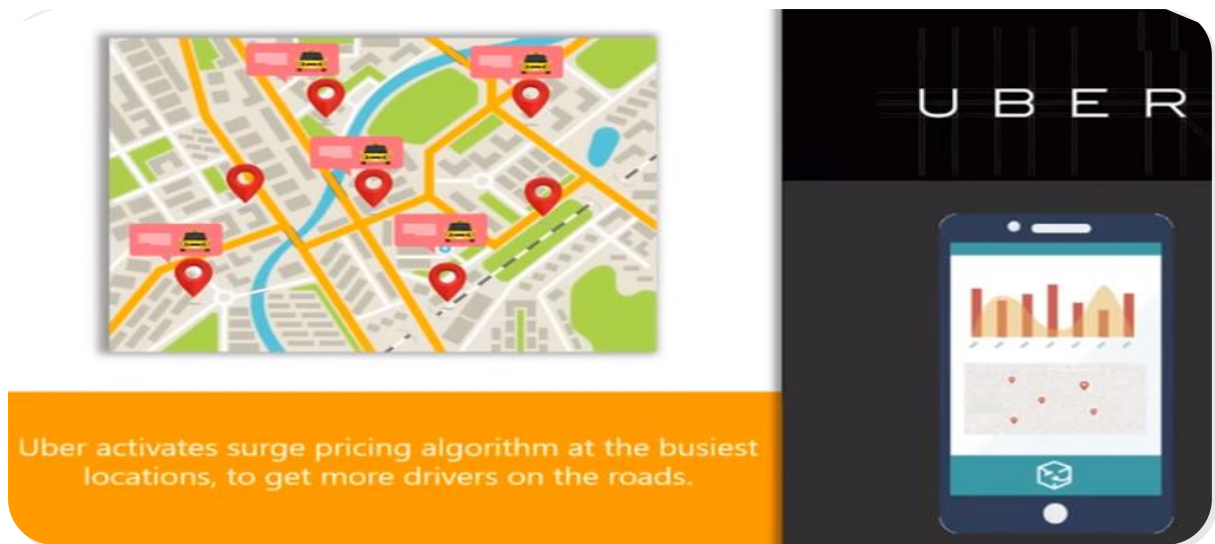 UBER
Uber activates surge pricing algorithm at the busiest
locations, to get more drivers on the roads.